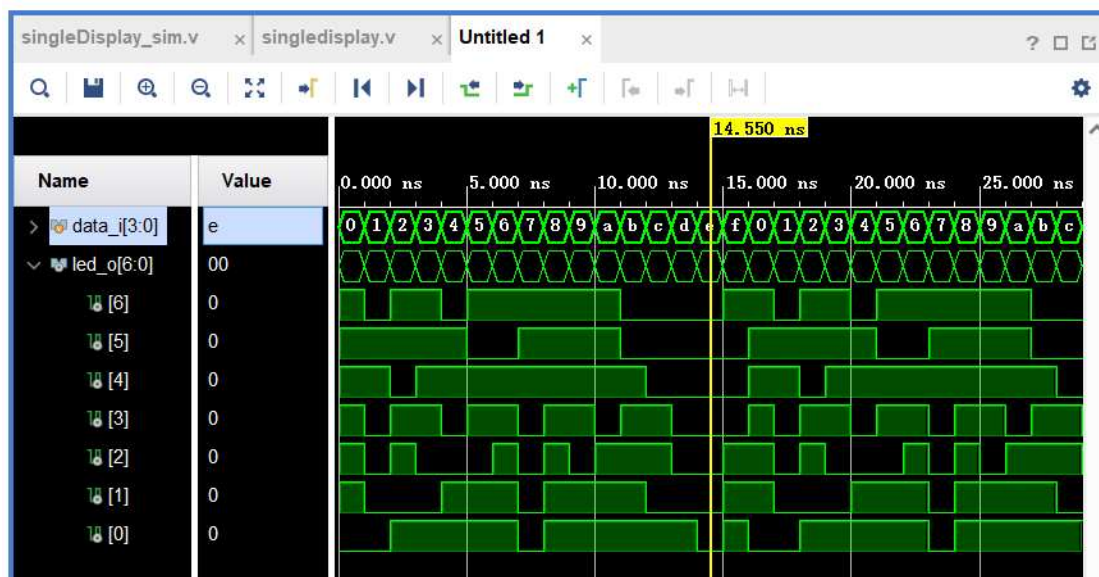 singleDisplay_sim.v × singledisplay.v × Untitled 1 ×
?
14.550 ns
Name Value 0.000 ns 5.000 ns 10.000 ns 15.000 ns 20.000 ns 25.000 ns
data_i[3:0] e 0 1 2 3 4 5 6 7 8 9 a b c d e f 0 1 2 3 4 5 6 7 8 9 a b c
led_o[6:0] 00
[6] 0
[5] 0
[4] 0
[3] 0
[2] 0
[1] 0
[0] 0